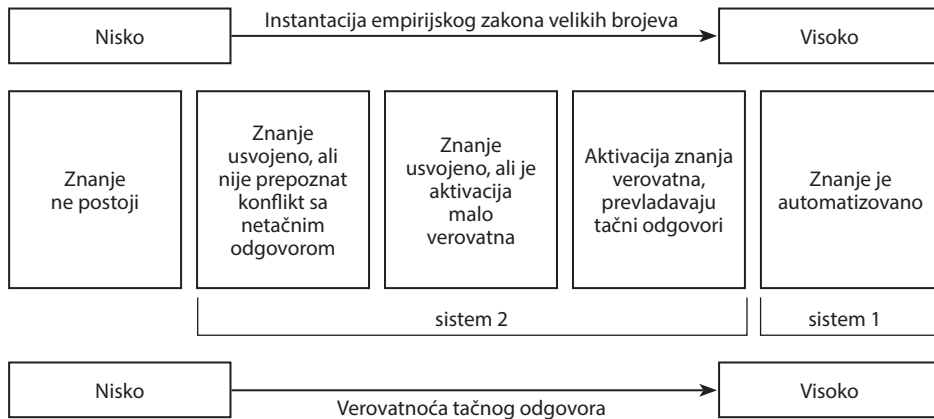 Instantacija empirijskog zakona velikih brojeva
Nisko
Visoko
Znanje
ne postoji
Znanje
usvojeno, ali
nije prepoznat
konflikt sa
netačnim
odgovorom
Znanje
usvojeno, ali je
aktivacija
malo
verovatna
Aktivacija znanja
verovatna,
prevladavaju
tačni odgovori
Znanje je
automatizovano
sistem 2
sistem 1
Nisko
Visoko
Verovatnoća tačnog odgovora